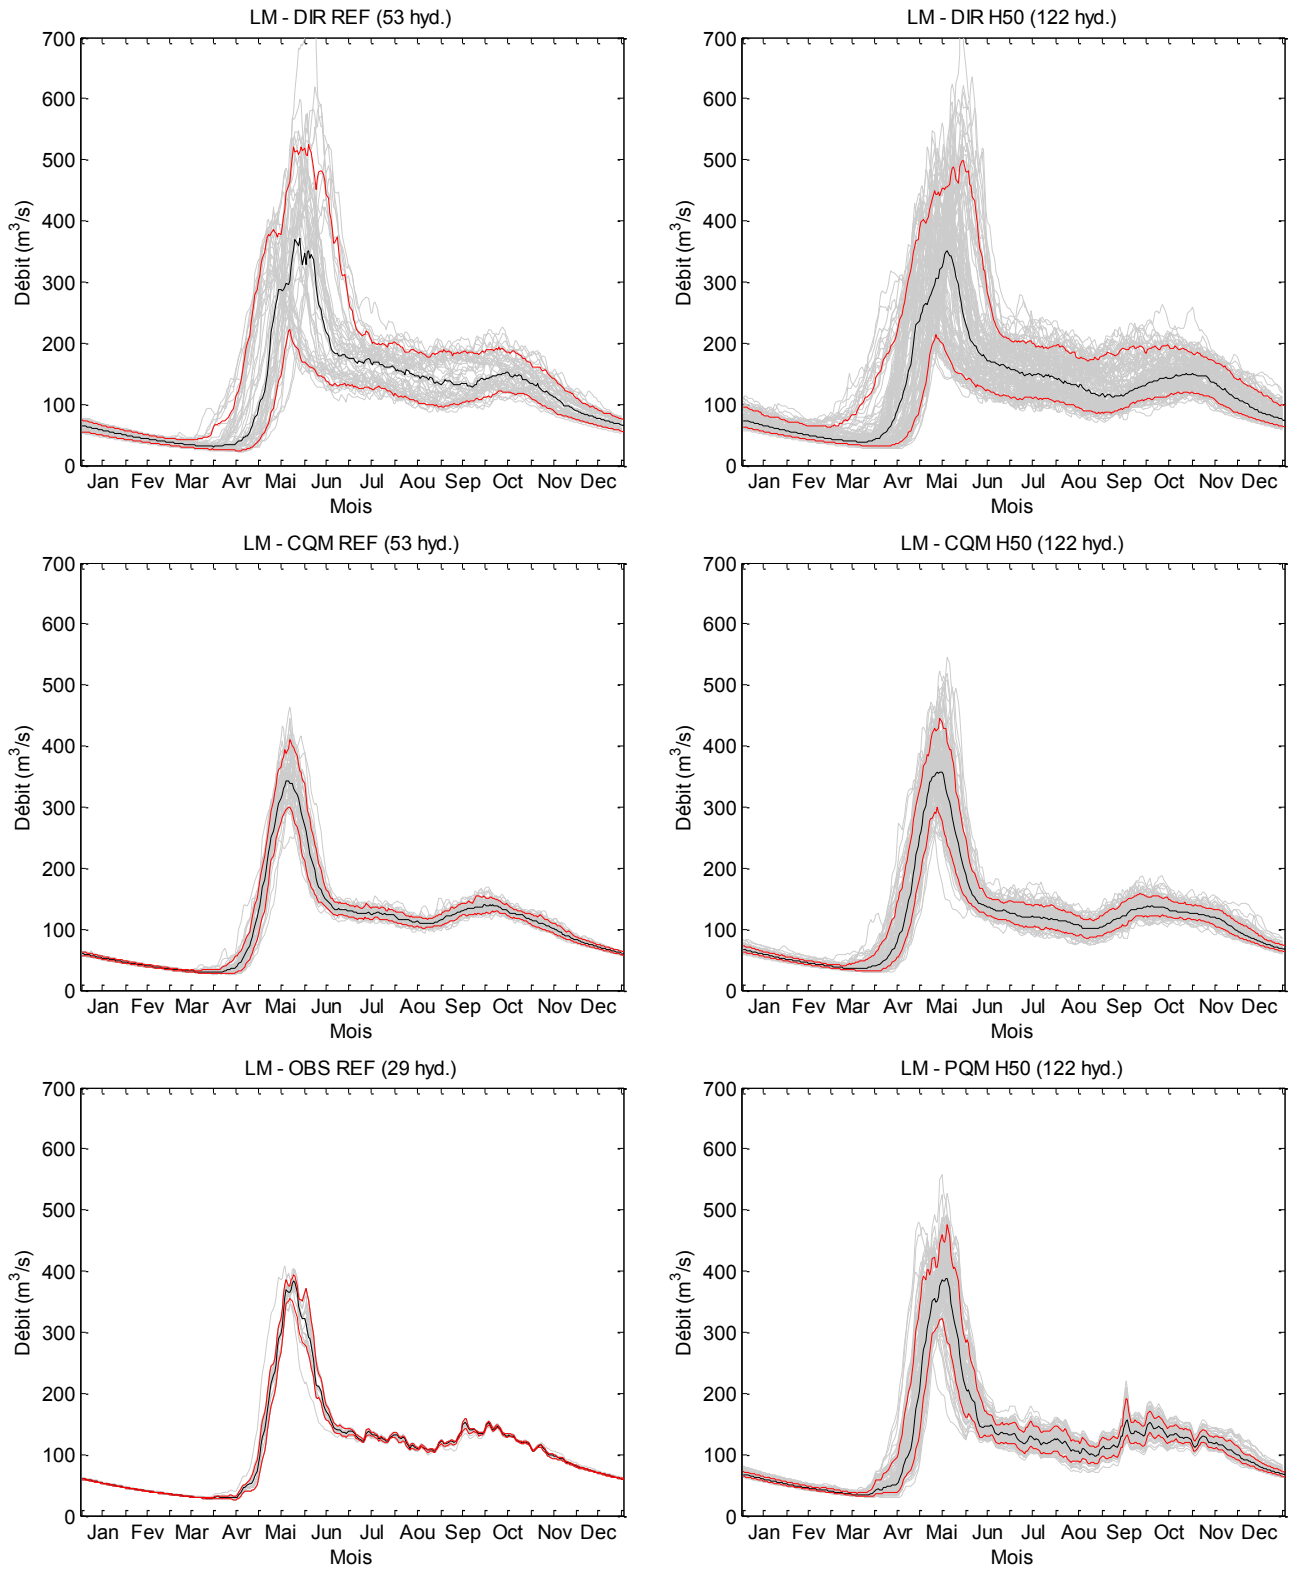 LM - DIR REF (53 hyd.)
700
600
500
400
300
200
100
0
Débit (m³/s)
Jan Fev Mar Avr Mai Jun Jul Aou Sep Oct Nov Dec
Mois
LM - DIR H50 (122 hyd.)
700
600
500
400
300
200
100
0
Débit (m³/s)
Jan Fev Mar Avr Mai Jun Jul Aou Sep Oct Nov Dec
Mois
LM - CQM REF (53 hyd.)
700
600
500
400
300
200
100
0
Débit (m³/s)
Jan Fev Mar Avr Mai Jun Jul Aou Sep Oct Nov Dec
Mois
LM - CQM H50 (122 hyd.)
700
600
500
400
300
200
100
0
Débit (m³/s)
Jan Fev Mar Avr Mai Jun Jul Aou Sep Oct Nov Dec
Mois
LM - OBS REF (29 hyd.)
700
600
500
400
300
200
100
0
Débit (m³/s)
Jan Fev Mar Avr Mai Jun Jul Aou Sep Oct Nov Dec
Mois
LM - PQM H50 (122 hyd.)
700
600
500
400
300
200
100
0
Débit (m³/s)
Jan Fev Mar Avr Mai Jun Jul Aou Sep Oct Nov Dec
Mois